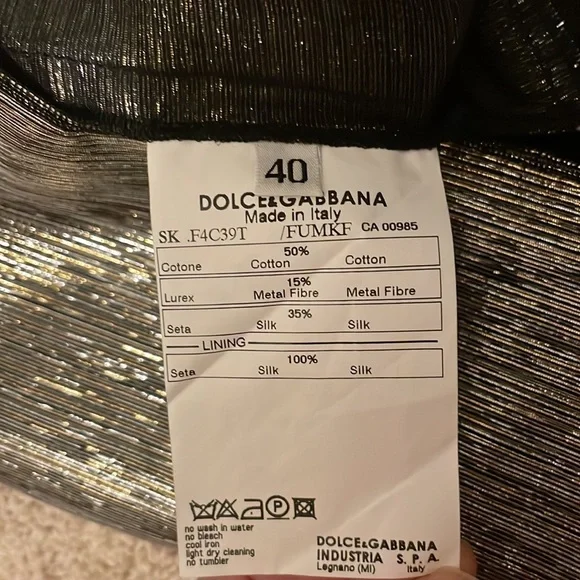 40
DOLCE&GABBANA
Made in Italy
SK .F4C39T /FUMKF CA 00985
50%
Cotone Cotton Cotton
15%
Lurex Metal Fibre Metal Fibre
35%
Seta Silk Silk
LINING
100%
Seta Silk Silk
P
no wash in water
no bleach
cool iron
light dry cleaning
no tumbler
DOLCE&GABBANA
INDUSTRIA S. P. A.
Legnano (MI) Italy